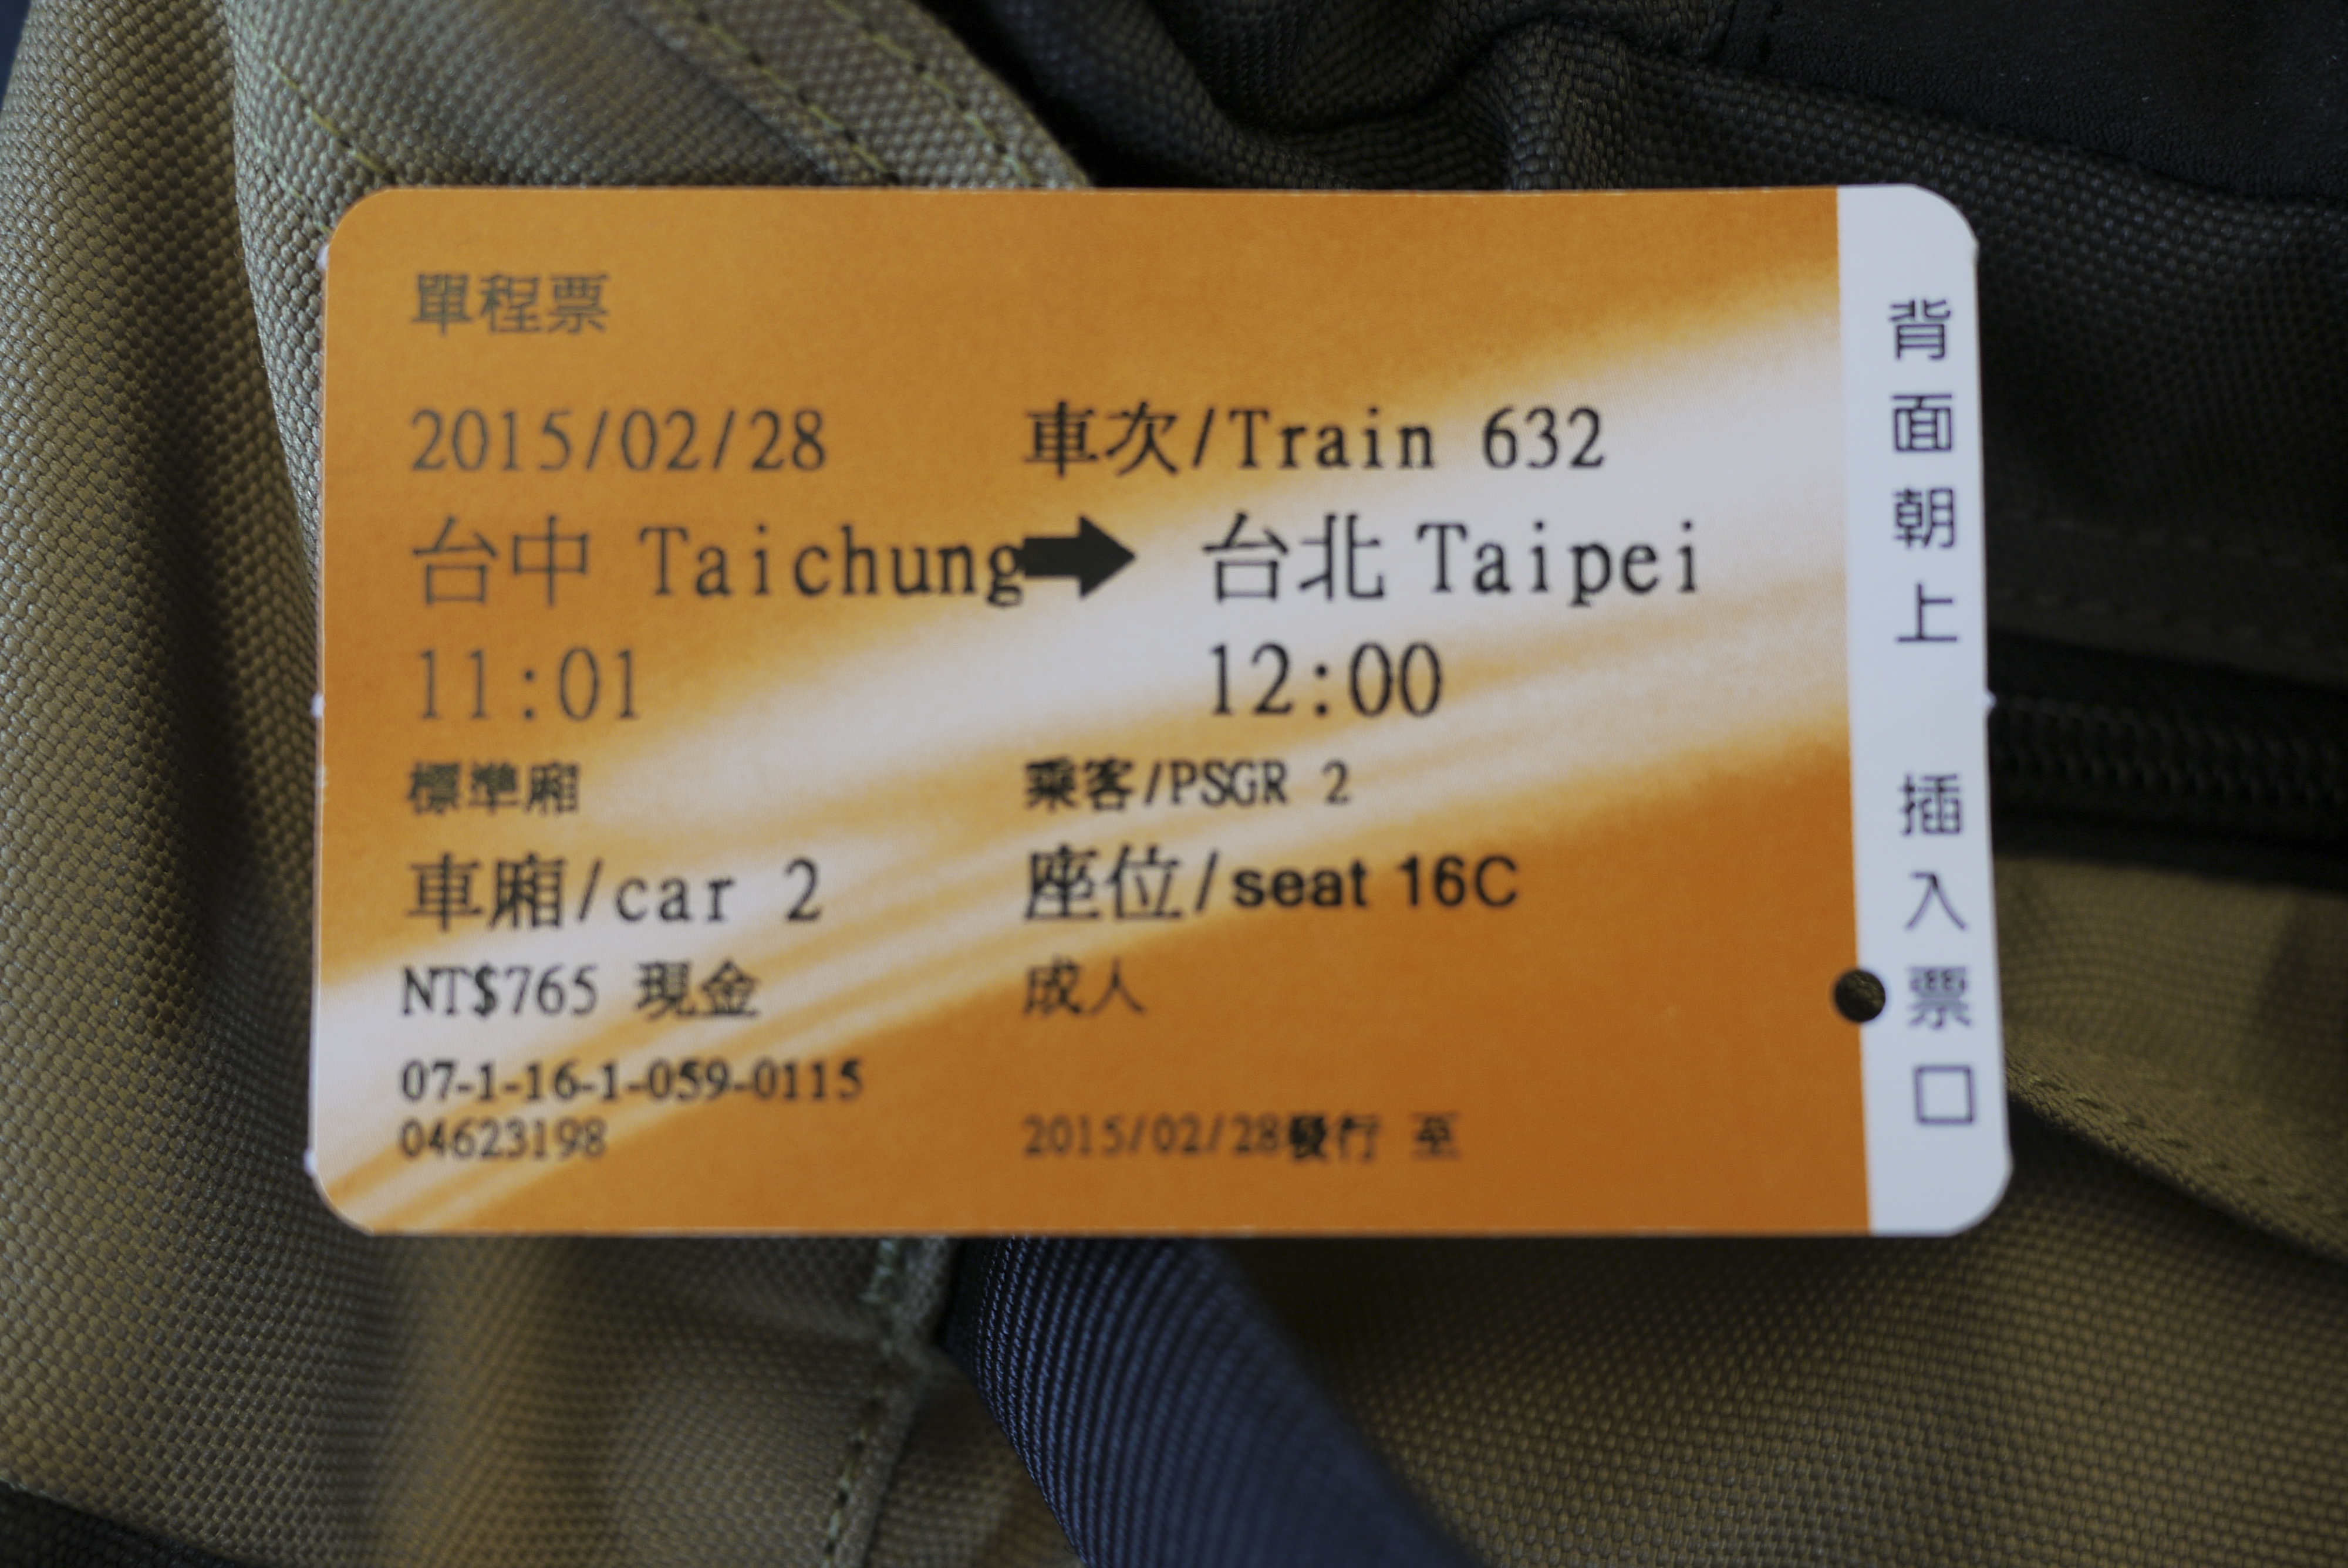 單程票
2015/02/28 車次/Train 632
台中 Taichung➡ 台北 Taipei
11:01 12:00
標準廂 乘客/PSGR 2
車廂/car 2 座位/seat 16C
NT$765 現金 成人
07-1-16-1-059-0115
04623198 2015/02/28發行 至
背面朝上 插入票口